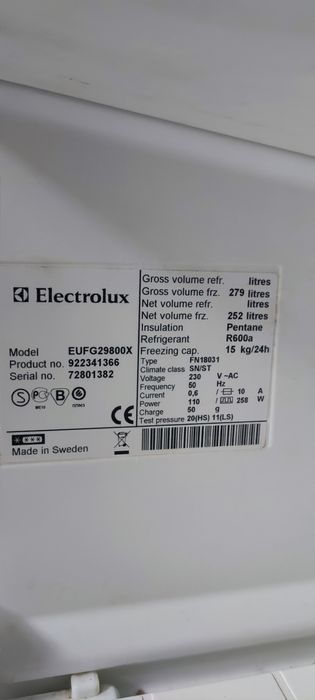 Electrolux
Model EUFG29800X
Product no. 922341366
Serial no. 72801382
Made in Sweden
Gross volume refr. litres
Gross volume frz. 279 litres
Net volume refr. litres
Net volume frz. 252 litres
Insulation Pentane
Refrigerant R600a
Freezing cap. 15 kg/24h
Type FN18031
Climate class SN/ST
Voltage 230 V ~AC
Frequency 50 Hz
Current 0,6 / 10 A
Power 110 / 258 W
Charge 50 g
Test pressure 20(HS) 11(LS)